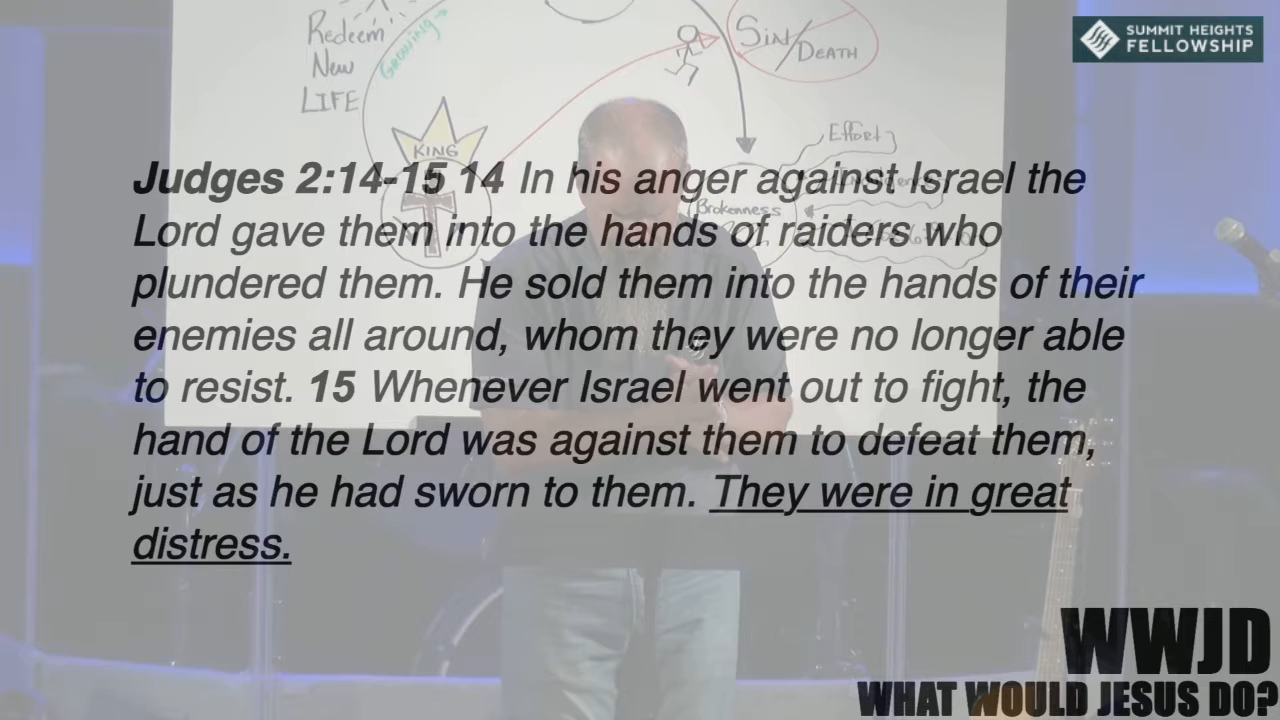 Redeem
New
LIFE
GROWING
SIN/
DEATH
SUMMIT HEIGHTS
FELLOWSHIP
KING
Effort
Brokenness
Judges 2:14-15 14 In his anger against Israel the
Lord gave them into the hands of raiders who
plundered them. He sold them into the hands of their
enemies all around, whom they were no longer able
to resist. 15 Whenever Israel went out to fight, the
hand of the Lord was against them to defeat them,
just as he had sworn to them. They were in great
distress.
WWJD
WHAT WOULD JESUS DO?